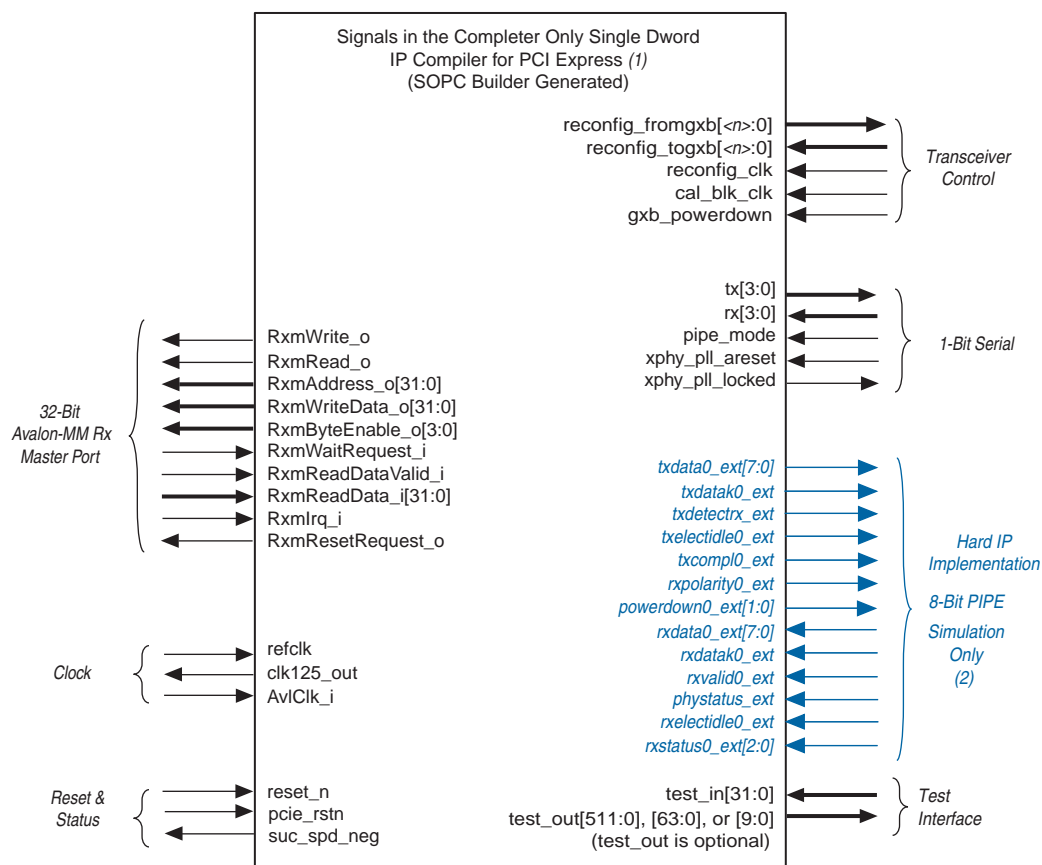 Signals in the Completer Only Single Dword
IP Compiler for PCI Express (1)
(SOPC Builder Generated)
reconfig_fromgxb[<n>:0]
reconfig_togxb[<n>:0]
reconfig_clk
cal_blk_clk
gxb_powerdown
Transceiver
Control
tx[3:0]
rx[3:0]
pipe_mode
xphy_pll_areset
xphy_pll_locked
1-Bit Serial
32-Bit
Avalon-MM Rx
Master Port
RxmWrite_o
RxmRead_o
RxmAddress_o[31:0]
RxmWriteData_o[31:0]
RxmByteEnable_o[3:0]
RxmWaitRequest_i
RxmReadDataValid_i
RxmReadData_i[31:0]
RxmIrq_i
RxmResetRequest_o
txdata0_ext[7:0]
txdatak0_ext
txdetectrx_ext
txelectidle0_ext
txcompl0_ext
rxpolarity0_ext
powerdown0_ext[1:0]
rxdata0_ext[7:0]
rxdatak0_ext
rxvalid0_ext
phystatus_ext
rxelectidle0_ext
rxstatus0_ext[2:0]
Hard IP
Implementation
8-Bit PIPE
Simulation
Only
(2)
Clock
refclk
clk125_out
AvlClk_i
Reset &
Status
reset_n
pcie_rstn
suc_spd_neg
test_in[31:0]
test_out[511:0], [63:0], or [9:0]
(test_out is optional)
Test
Interface